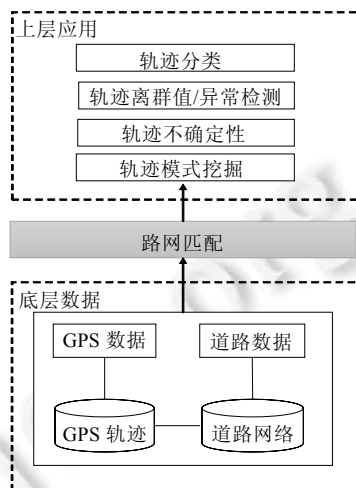 上层应用
轨迹分类
轨迹离群值/异常检测
轨迹不确定性
轨迹模式挖掘
路网匹配
底层数据
GPS 数据
道路数据
GPS 轨迹
道路网络